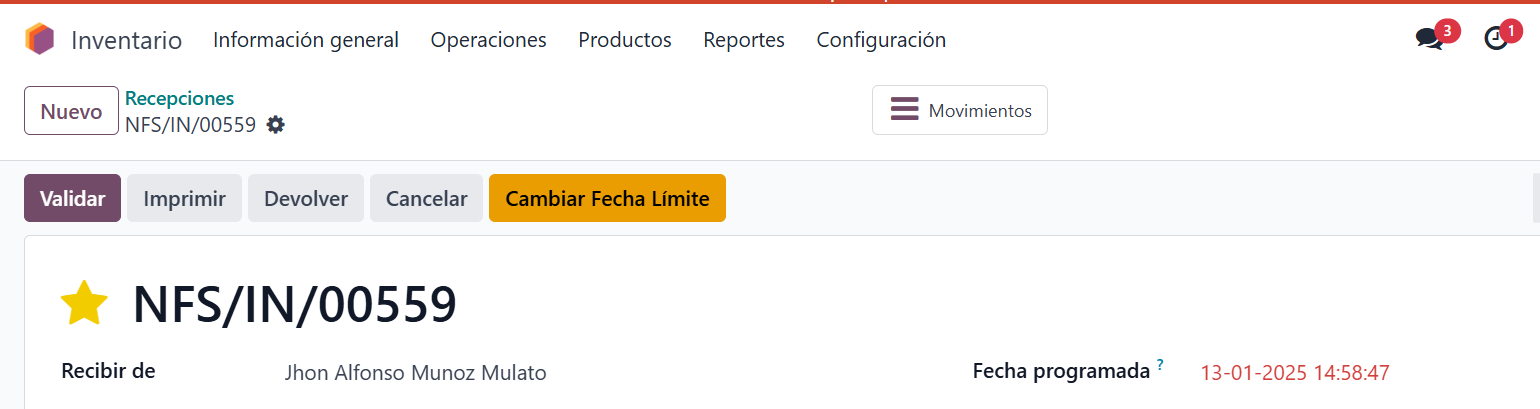 Inventario Información general Operaciones Productos Reportes Configuración 3 1
Nuevo Recepciones
NFS/IN/00559
Movimientos
Validar Imprimir Devolver Cancelar Cambiar Fecha Límite
NFS/IN/00559
Recibir de Jhon Alfonso Munoz Mulato Fecha programada ? 13-01-2025 14:58:47